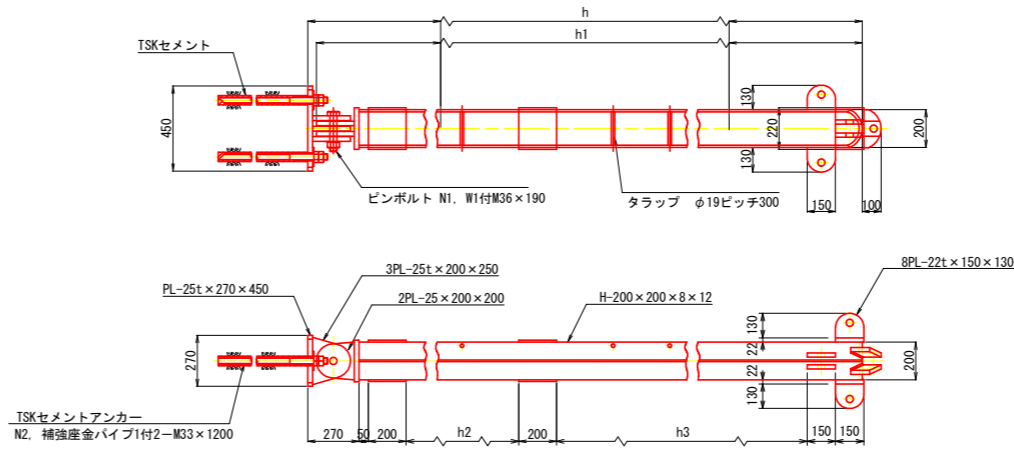 h
h1
TSKセメント
450
130
220
130
200
ピンボルト N1, W1付M36×190
タラップ φ19ピッチ300
150
100
3PL-25t×200×250
8PL-22t×150×130
PL-25t×270×450
2PL-25×200×200
H-200×200×8×12
130
270
22
22
200
130
TSKセメントアンカー
N2, 補強座金パイプ1付2-M33×1200
270
50
200
h2
200
h3
150
150